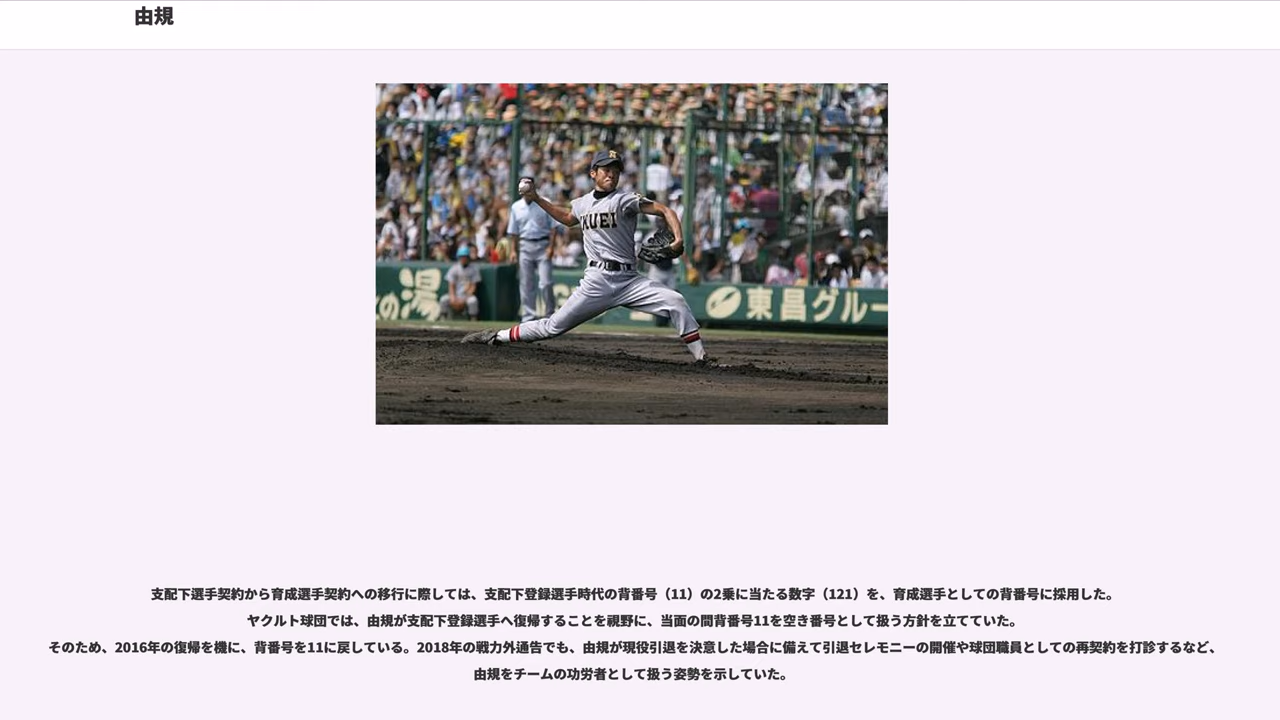 由規
IKUEI
の湯
東昌グルー
支配下選手契約から育成選手契約への移行に際しては、支配下登録選手時代の背番号（11）の2乗に当たる数字（121）を、育成選手としての背番号に採用した。
ヤクルト球団では、由規が支配下登録選手へ復帰することを視野に、当面の間背番号11を空き番号として扱う方針を立てていた。
そのため、2016年の復帰を機に、背番号を11に戻している。2018年の戦力外通告でも、由規が現役引退を決意した場合に備えて引退セレモニーの開催や球団職員としての再契約を打診するなど、
由規をチームの功労者として扱う姿勢を示していた。